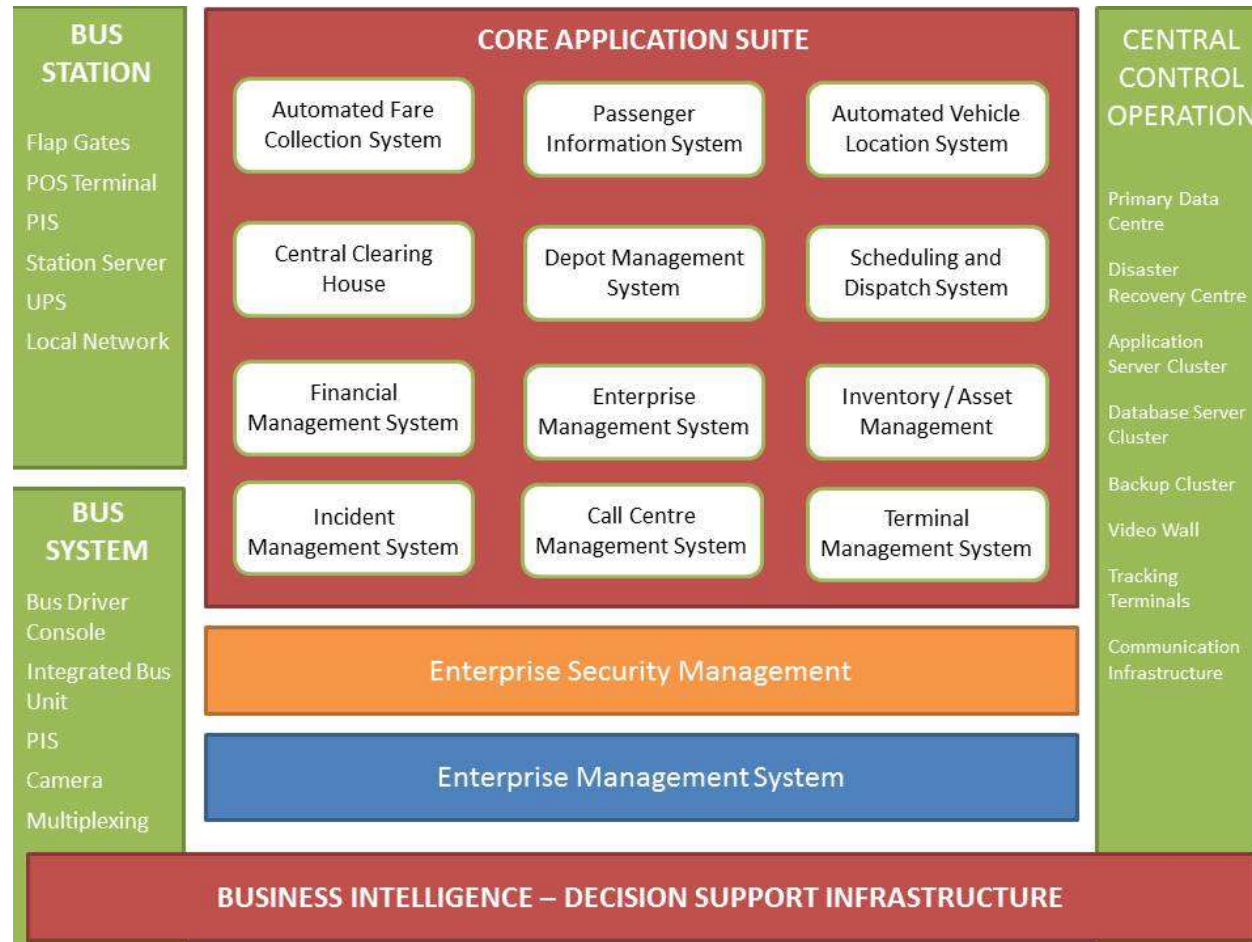 BUS
STATION
Flap Gates
POS Terminal
PIS
Station Server
UPS
Local Network
BUS
SYSTEM
Bus Driver
Console
Integrated Bus
Unit
PIS
Camera
Multiplexing
CORE APPLICATION SUITE
Automated Fare
Collection System
Passenger
Information System
Automated Vehicle
Location System
Central Clearing
House
Depot Management
System
Scheduling and
Dispatch System
Financial
Management System
Enterprise
Management System
Inventory / Asset
Management
Incident
Management System
Call Centre
Management System
Terminal
Management System
Enterprise Security Management
Enterprise Management System
CENTRAL
CONTROL
OPERATION
Primary Data
Centre
Disaster
Recovery Centre
Application
Server Cluster
Database Server
Cluster
Backup Cluster
Video Wall
Tracking
Terminals
Communication
Infrastructure
BUSINESS INTELLIGENCE – DECISION SUPPORT INFRASTRUCTURE